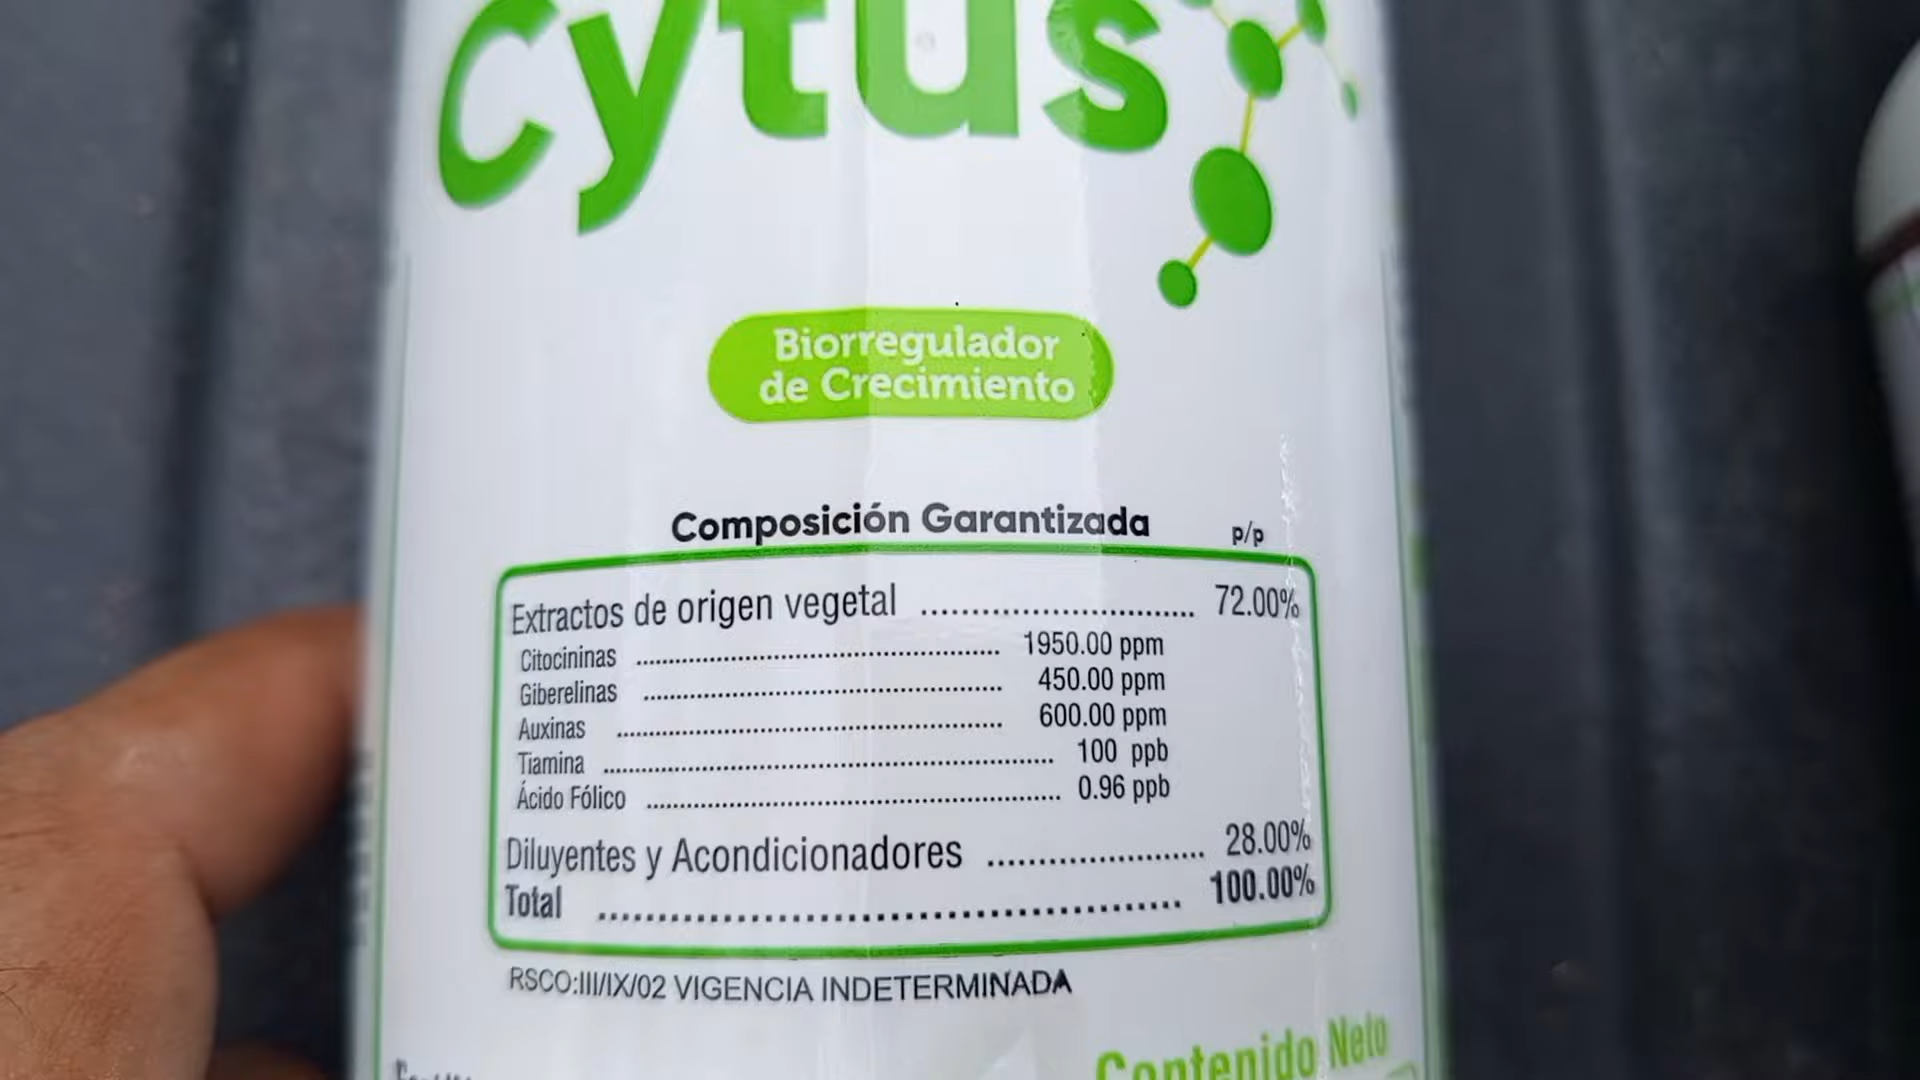 cytus
Biorregulador
de Crecimiento
Composición Garantizada p/p
Extractos de origen vegetal ............................ 72.00%
Citocininas ............................ 1950.00 ppm
Giberelinas ............................ 450.00 ppm
Auxinas ............................ 600.00 ppm
Tiamina ............................ 100 ppb
Ácido Fólico ............................ 0.96 ppb
Diluyentes y Acondicionadores ...................... 28.00%
Total ............................ 100.00%
RSCO:III/IX/02 VIGENCIA INDETERMINADA
Contenido Neto